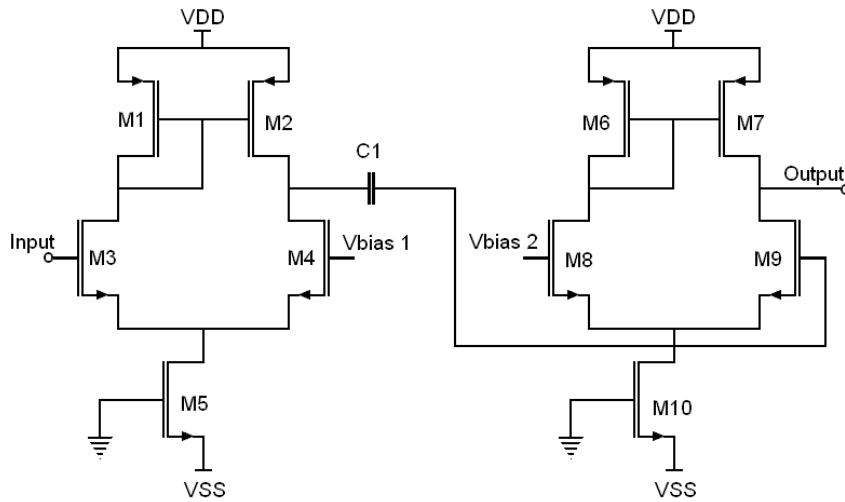 VDD
VDD
M1
M2
M6
M7
C1
Output
Input
M3
M4
Vbias 1
Vbias 2
M8
M9
M5
M10
VSS
VSS